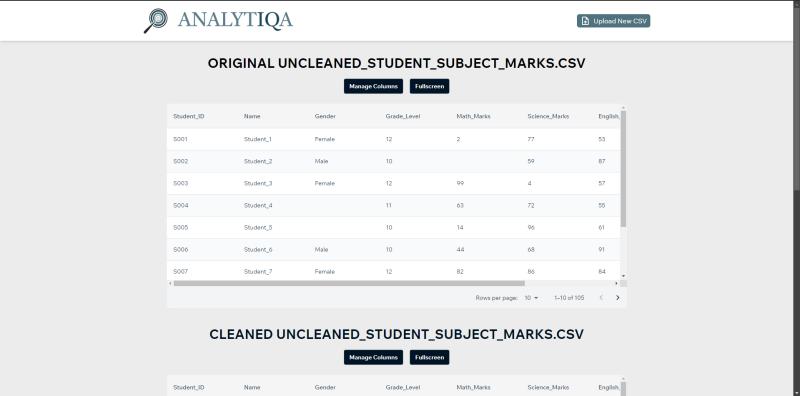 ANALYTIQA
Upload New CSV
ORIGINAL UNCLEANED_STUDENT_SUBJECT_MARKS.CSV
Manage Columns Fullscreen
Student_ID Name Gender Grade_Level Math_Marks Science_Marks English_
S001 Student_1 Female 12 2 77 53
S002 Student_2 Male 10 59 87
S003 Student_3 Female 12 99 4 57
S004 Student_4 11 63 72 55
S005 Student_5 10 14 96 61
S006 Student_6 Male 10 44 68 91
S007 Student_7 Female 12 82 86 84
Rows per page: 10 1–10 of 105
CLEANED UNCLEANED_STUDENT_SUBJECT_MARKS.CSV
Manage Columns Fullscreen
Student_ID Name Gender Grade_Level Math_Marks Science_Marks English_